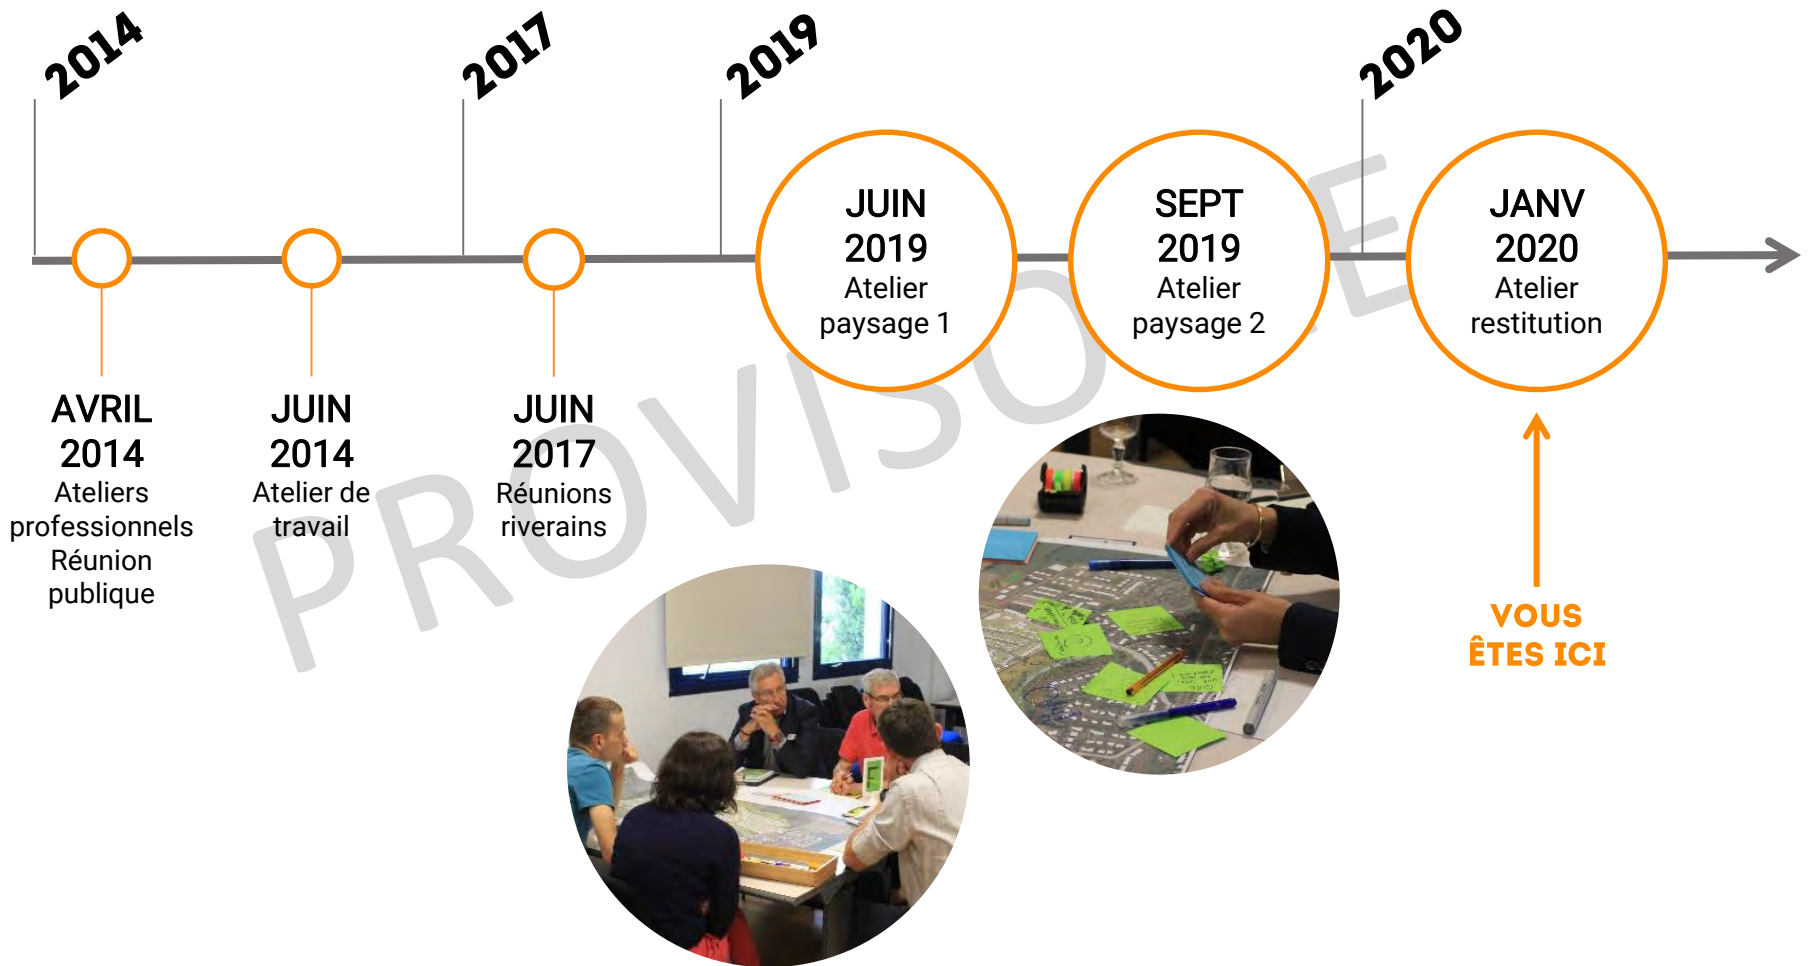 2014
2017
2019
2020
AVRIL
2014
Ateliers
professionnels
Réunion
publique
JUIN
2014
Atelier de
travail
JUIN
2017
Réunions
riverains
JUIN
2019
Atelier
paysage 1
SEPT
2019
Atelier
paysage 2
JANV
2020
Atelier
restitution
VOUS
ÊTES ICI